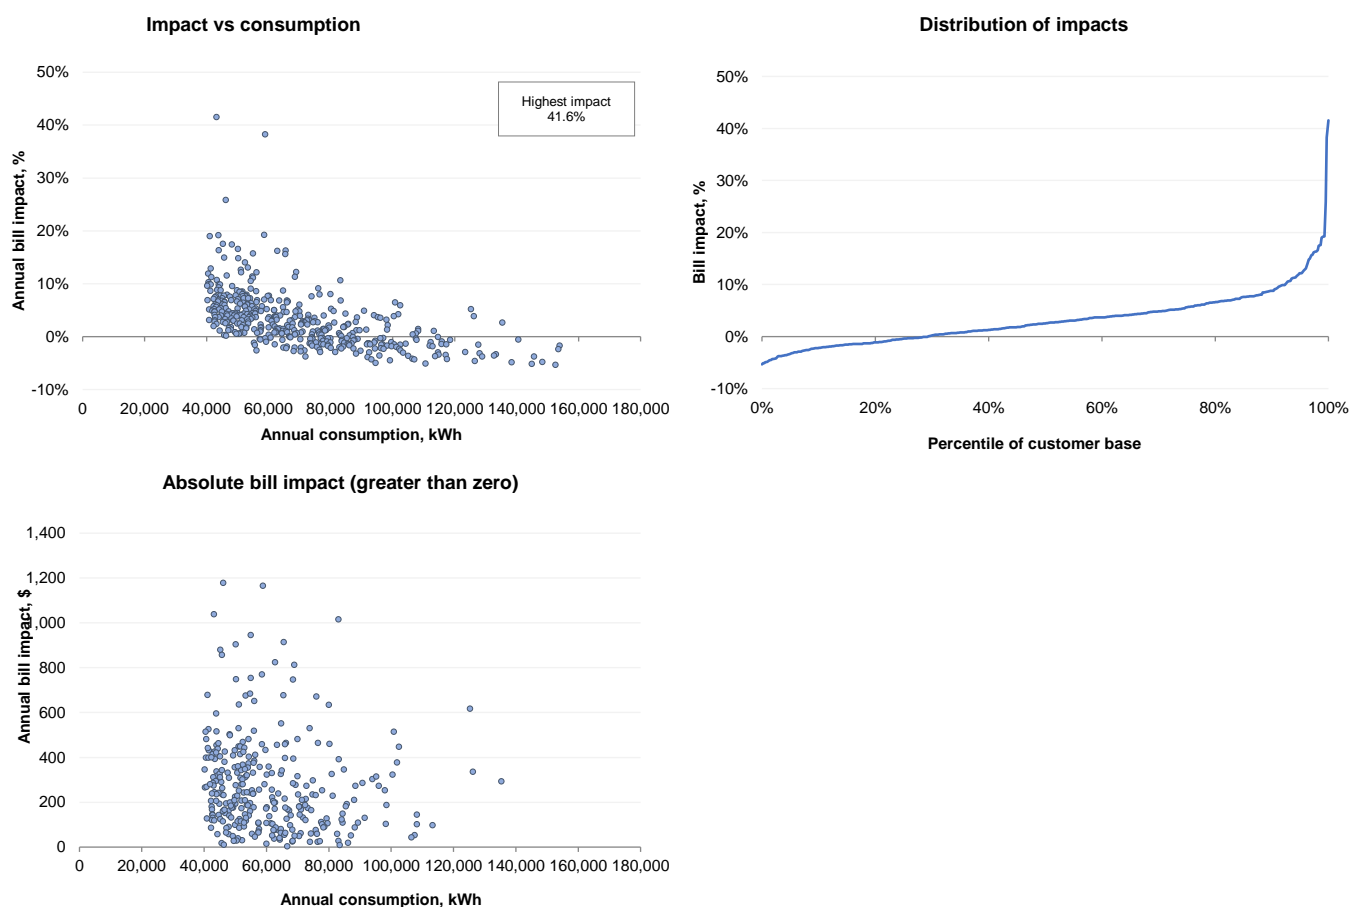 Impact vs consumption
50%
40%
30%
20%
10%
0%
-10%
Annual bill impact, %
Highest impact
41.6%
0 20,000 40,000 60,000 80,000 100,000 120,000 140,000 160,000 180,000
Annual consumption, kWh
Distribution of impacts
50%
40%
30%
20%
10%
0%
-10%
Bill impact, %
0% 20% 40% 60% 80% 100%
Percentile of customer base
Absolute bill impact (greater than zero)
1,400
1,200
1,000
800
600
400
200
0
Annual bill impact, $
0 20,000 40,000 60,000 80,000 100,000 120,000 140,000 160,000 180,000
Annual consumption, kWh